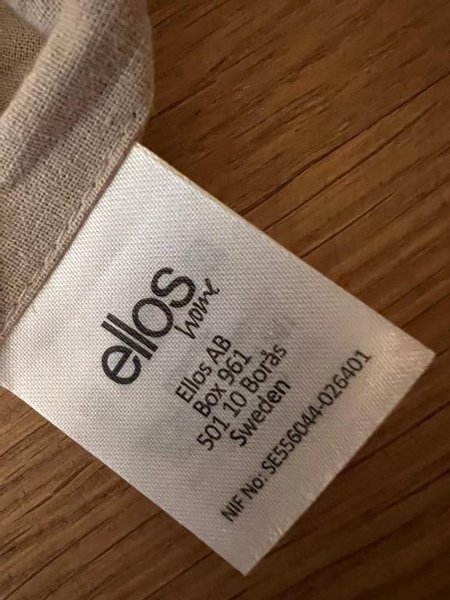 ellos
home
Ellos AB
Box 961
501 10 Borås
Sweden
NIF No: SE556044-026401